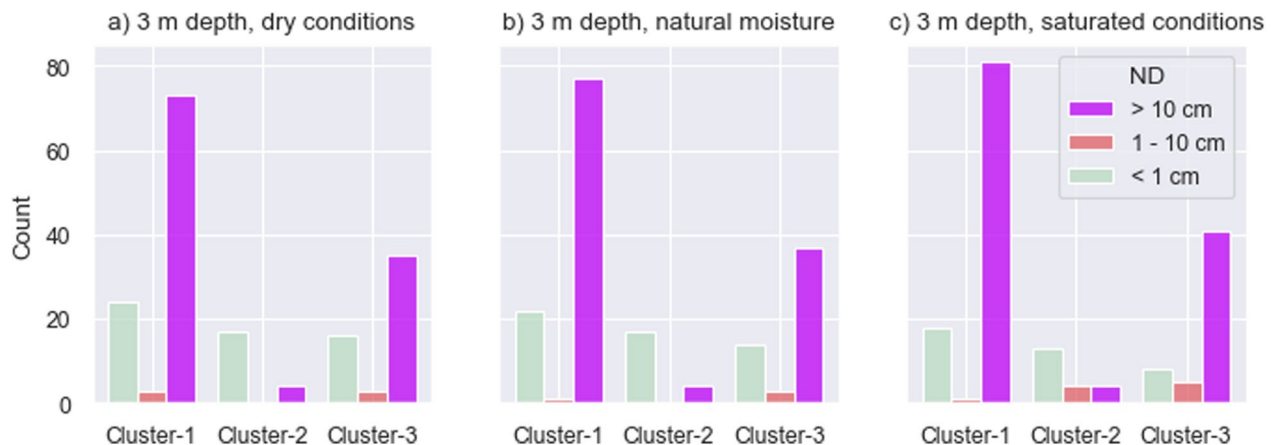 a) 3 m depth, dry conditions
b) 3 m depth, natural moisture
c) 3 m depth, saturated conditions
Count
80
60
40
20
0
ND
> 10 cm
1 - 10 cm
< 1 cm
Cluster-1 Cluster-2 Cluster-3
Cluster-1 Cluster-2 Cluster-3
Cluster-1 Cluster-2 Cluster-3